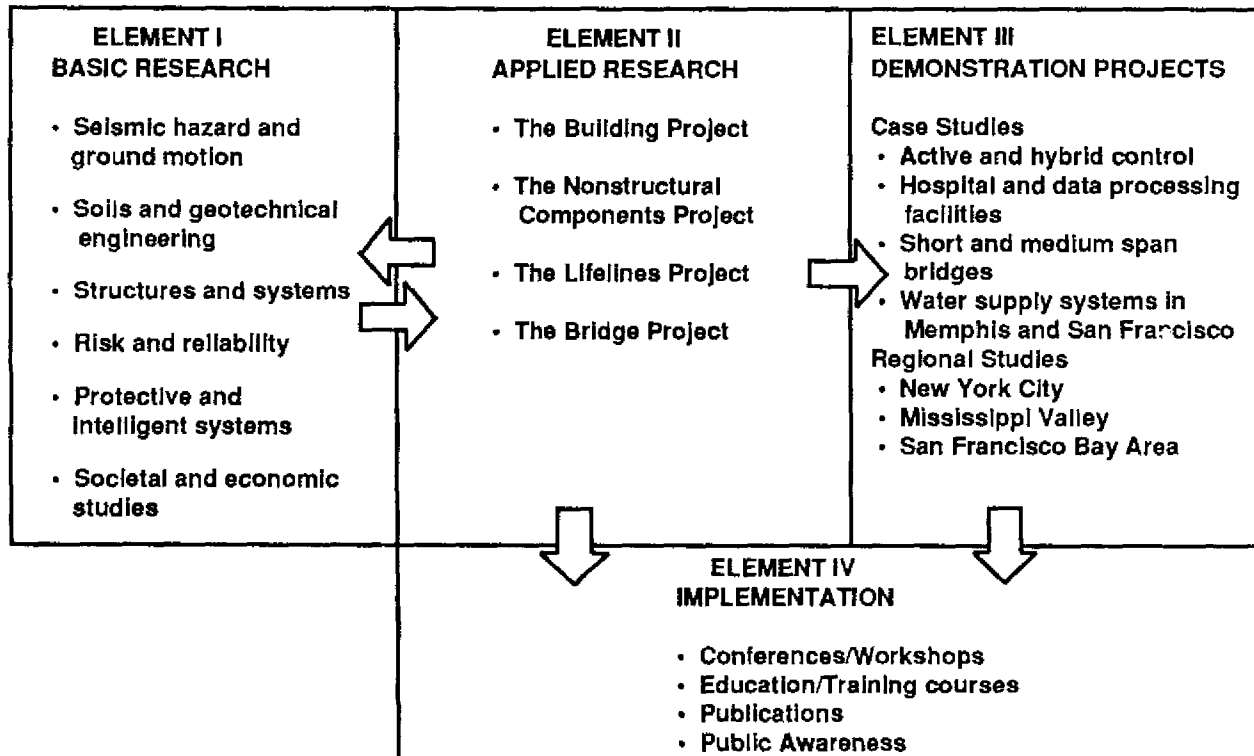 ELEMENT I
BASIC RESEARCH
• Seismic hazard and
ground motion
• Soils and geotechnical
engineering
• Structures and systems
• Risk and reliability
• Protective and
intelligent systems
• Societal and economic
studies
ELEMENT II
APPLIED RESEARCH
• The Building Project
• The Nonstructural
Components Project
• The Lifelines Project
• The Bridge Project
ELEMENT III
DEMONSTRATION PROJECTS
Case Studies
• Active and hybrid control
• Hospital and data processing
facilities
• Short and medium span
bridges
• Water supply systems in
Memphis and San Francisco
Regional Studies
• New York City
• Mississippi Valley
• San Francisco Bay Area
ELEMENT IV
IMPLEMENTATION
• Conferences/Workshops
• Education/Training courses
• Publications
• Public Awareness